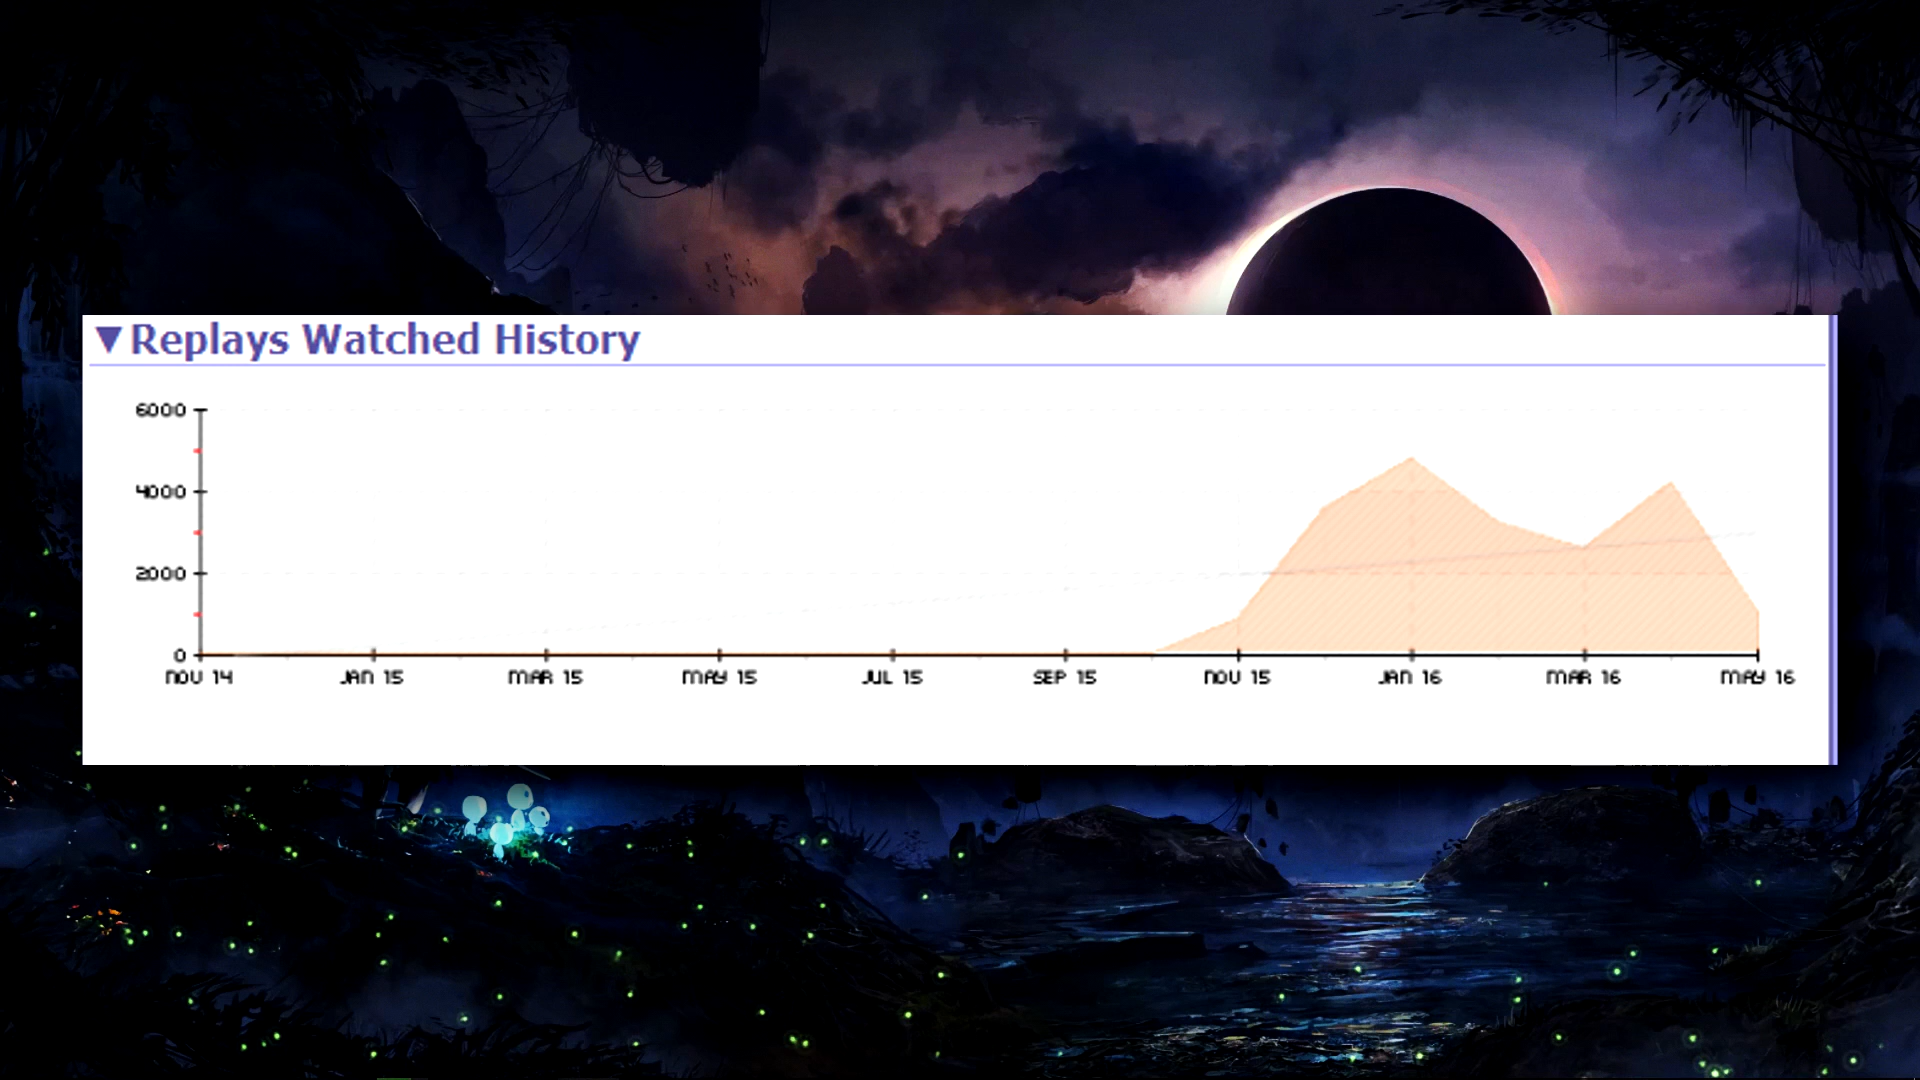 ▼Replays Watched History
6000
4000
2000
0
NOV 14 JAN 15 MAR 15 MAY 15 JUL 15 SEP 15 NOV 15 JAN 16 MAR 16 MAY 16